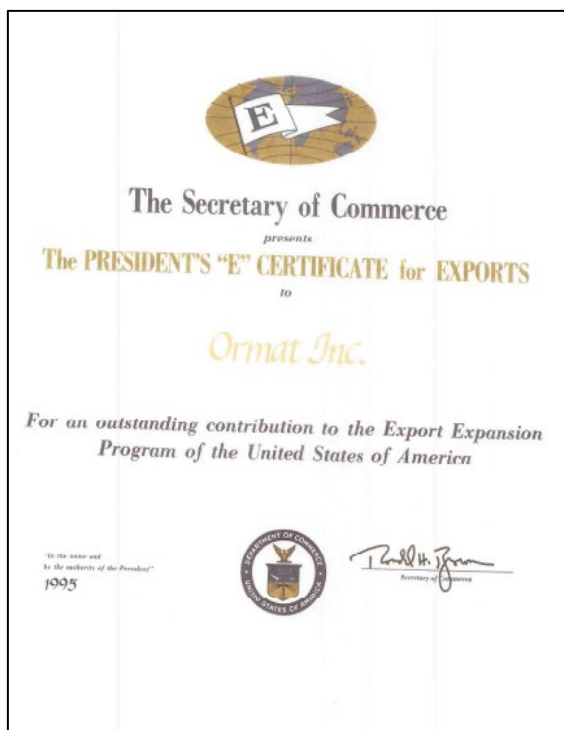 E
The Secretary of Commerce
presents
The PRESIDENT'S "E" CERTIFICATE for EXPORTS
to
Ormat Inc.
For an outstanding contribution to the Export Expansion
Program of the United States of America
"In the name and
by the authority of the President"
1995
DEPARTMENT OF COMMERCE
UNITED STATES OF AMERICA
Ronald H. Brown
Secretary of Commerce